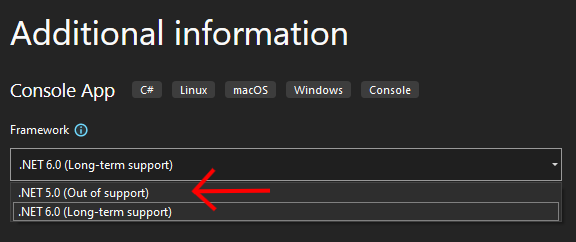 Additional information
Console App C# Linux macOS Windows Console
Framework
.NET 6.0 (Long-term support)
.NET 5.0 (Out of support)
.NET 6.0 (Long-term support)